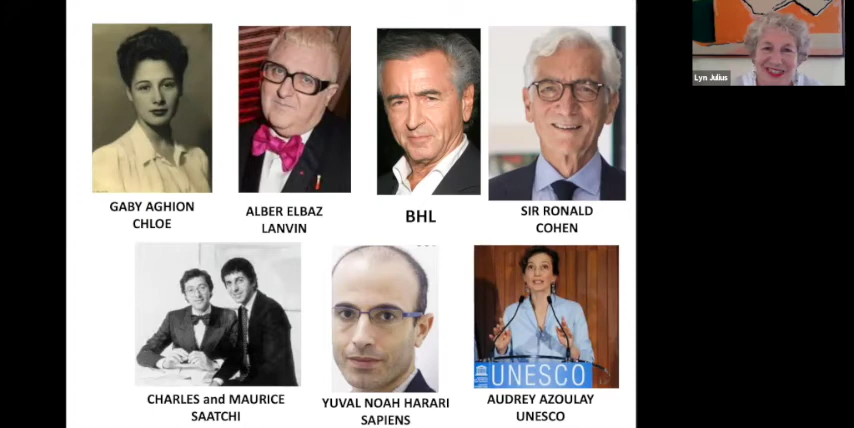 Lyn Julius
GABY AGHION
CHLOE
ALBER ELBAZ
LANVIN
BHL
SIR RONALD
COHEN
UNESCO
CHARLES and MAURICE
SAATCHI
YUVAL NOAH HARARI
SAPIENS
AUDREY AZOULAY
UNESCO